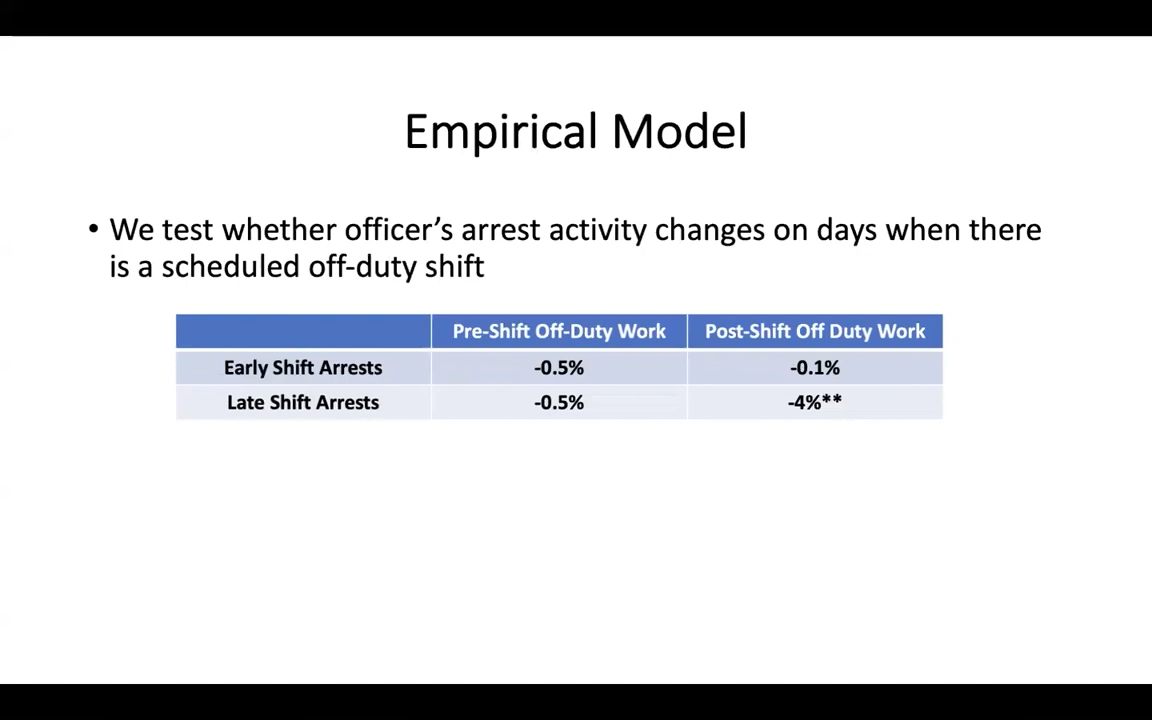 Empirical Model
• We test whether officer’s arrest activity changes on days when there
is a scheduled off-duty shift
Pre-Shift Off-Duty Work Post-Shift Off Duty Work
Early Shift Arrests -0.5% -0.1%
Late Shift Arrests -0.5% -4%**